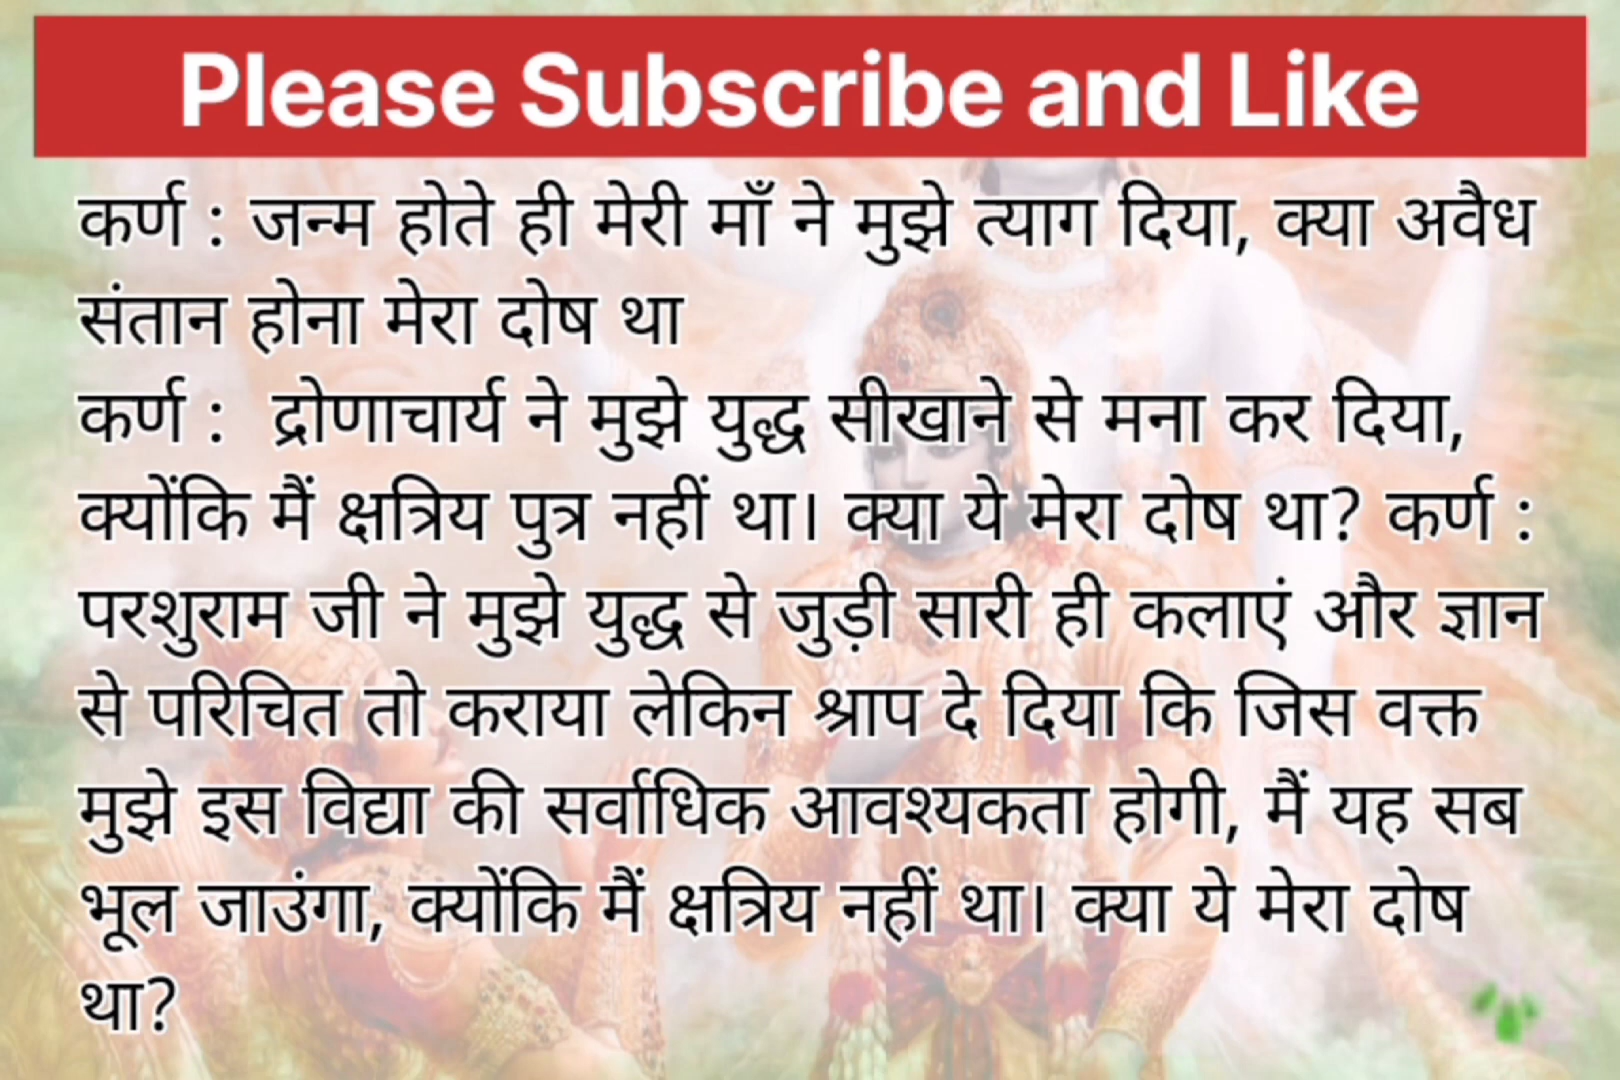 Please Subscribe and Like
कर्ण : जन्म होते ही मेरी माँ ने मुझे त्याग दिया, क्या अवैध
संतान होना मेरा दोष था
कर्ण :  द्रोणाचार्य ने मुझे युद्ध सीखाने से मना कर दिया,
क्योंकि मैं क्षत्रिय पुत्र नहीं था। क्या ये मेरा दोष था? कर्ण :
परशुराम जी ने मुझे युद्ध से जुड़ी सारी ही कलाएं और ज्ञान
से परिचित तो कराया लेकिन श्राप दे दिया कि जिस वक्त
मुझे इस विद्या की सर्वाधिक आवश्यकता होगी, मैं यह सब
भूल जाउंगा, क्योंकि मैं क्षत्रिय नहीं था। क्या ये मेरा दोष
था?